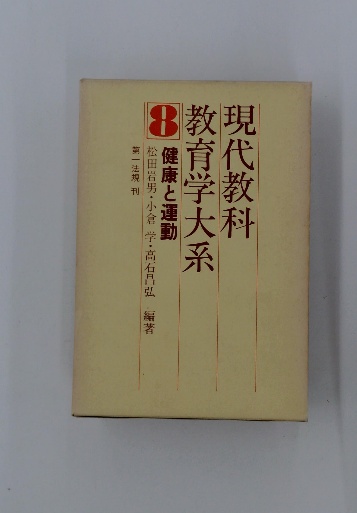 現代教科
教育学大系
8
健康と運動
松田岩男・小倉 学・高石昌弘 編著
第一法規 刊